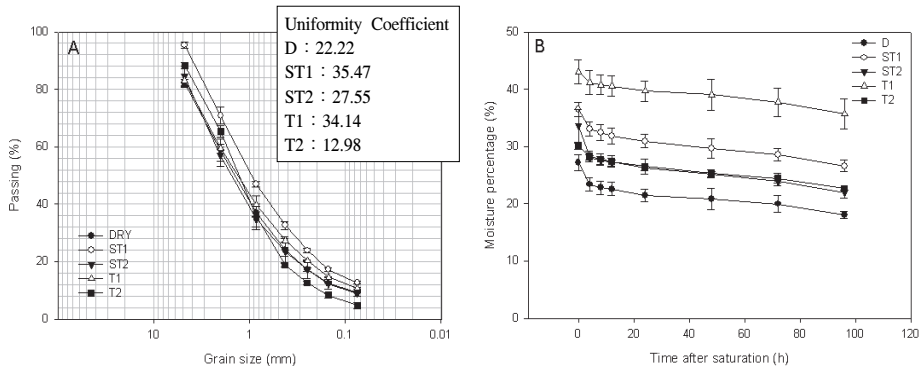 A
Uniformity Coefficient
D：22.22
ST1：35.47
ST2：27.55
T1：34.14
T2：12.98
100
80
60
40
20
0
Passing (%)
DRY
ST1
ST2
T1
T2
10
1
0.1
0.01
Grain size (mm)
B
D
ST1
ST2
T1
T2
50
40
30
20
10
0
Moisture percentage (%)
0
20
40
60
80
100
120
Time after saturation (h)